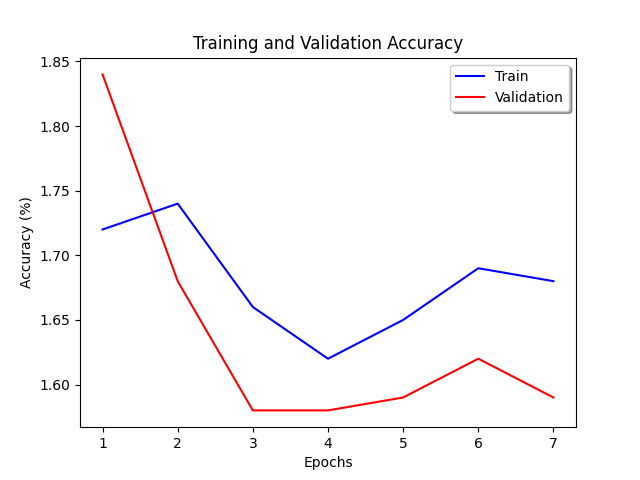 Training and Validation Accuracy
Train
Validation
Accuracy (%)
1.85
1.80
1.75
1.70
1.65
1.60
1 2 3 4 5 6 7
Epochs